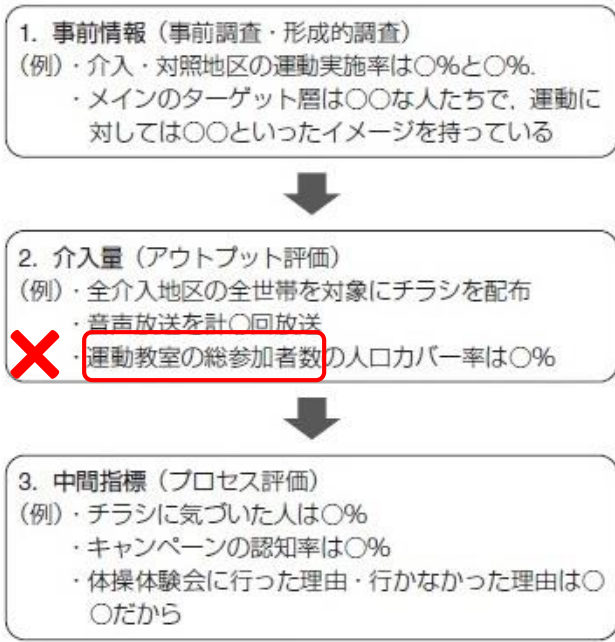 1. 事前情報（事前調査・形成的調査）
（例）・介入・対照地区の運動実施率は○％と○％.
・メインのターゲット層は○○な人たちで，運動に
対しては○○といったイメージを持っている
2. 介入量（アウトプット評価）
（例）・全介入地区の全世帯を対象にチラシを配布
・音声放送を計○回放送
・運動教室の総参加者数の人口カバー率は○％
3. 中間指標（プロセス評価）
（例）・チラシに気づいた人は○％
・キャンペーンの認知率は○％
・体操体験会に行った理由・行かなかった理由は○
○だから